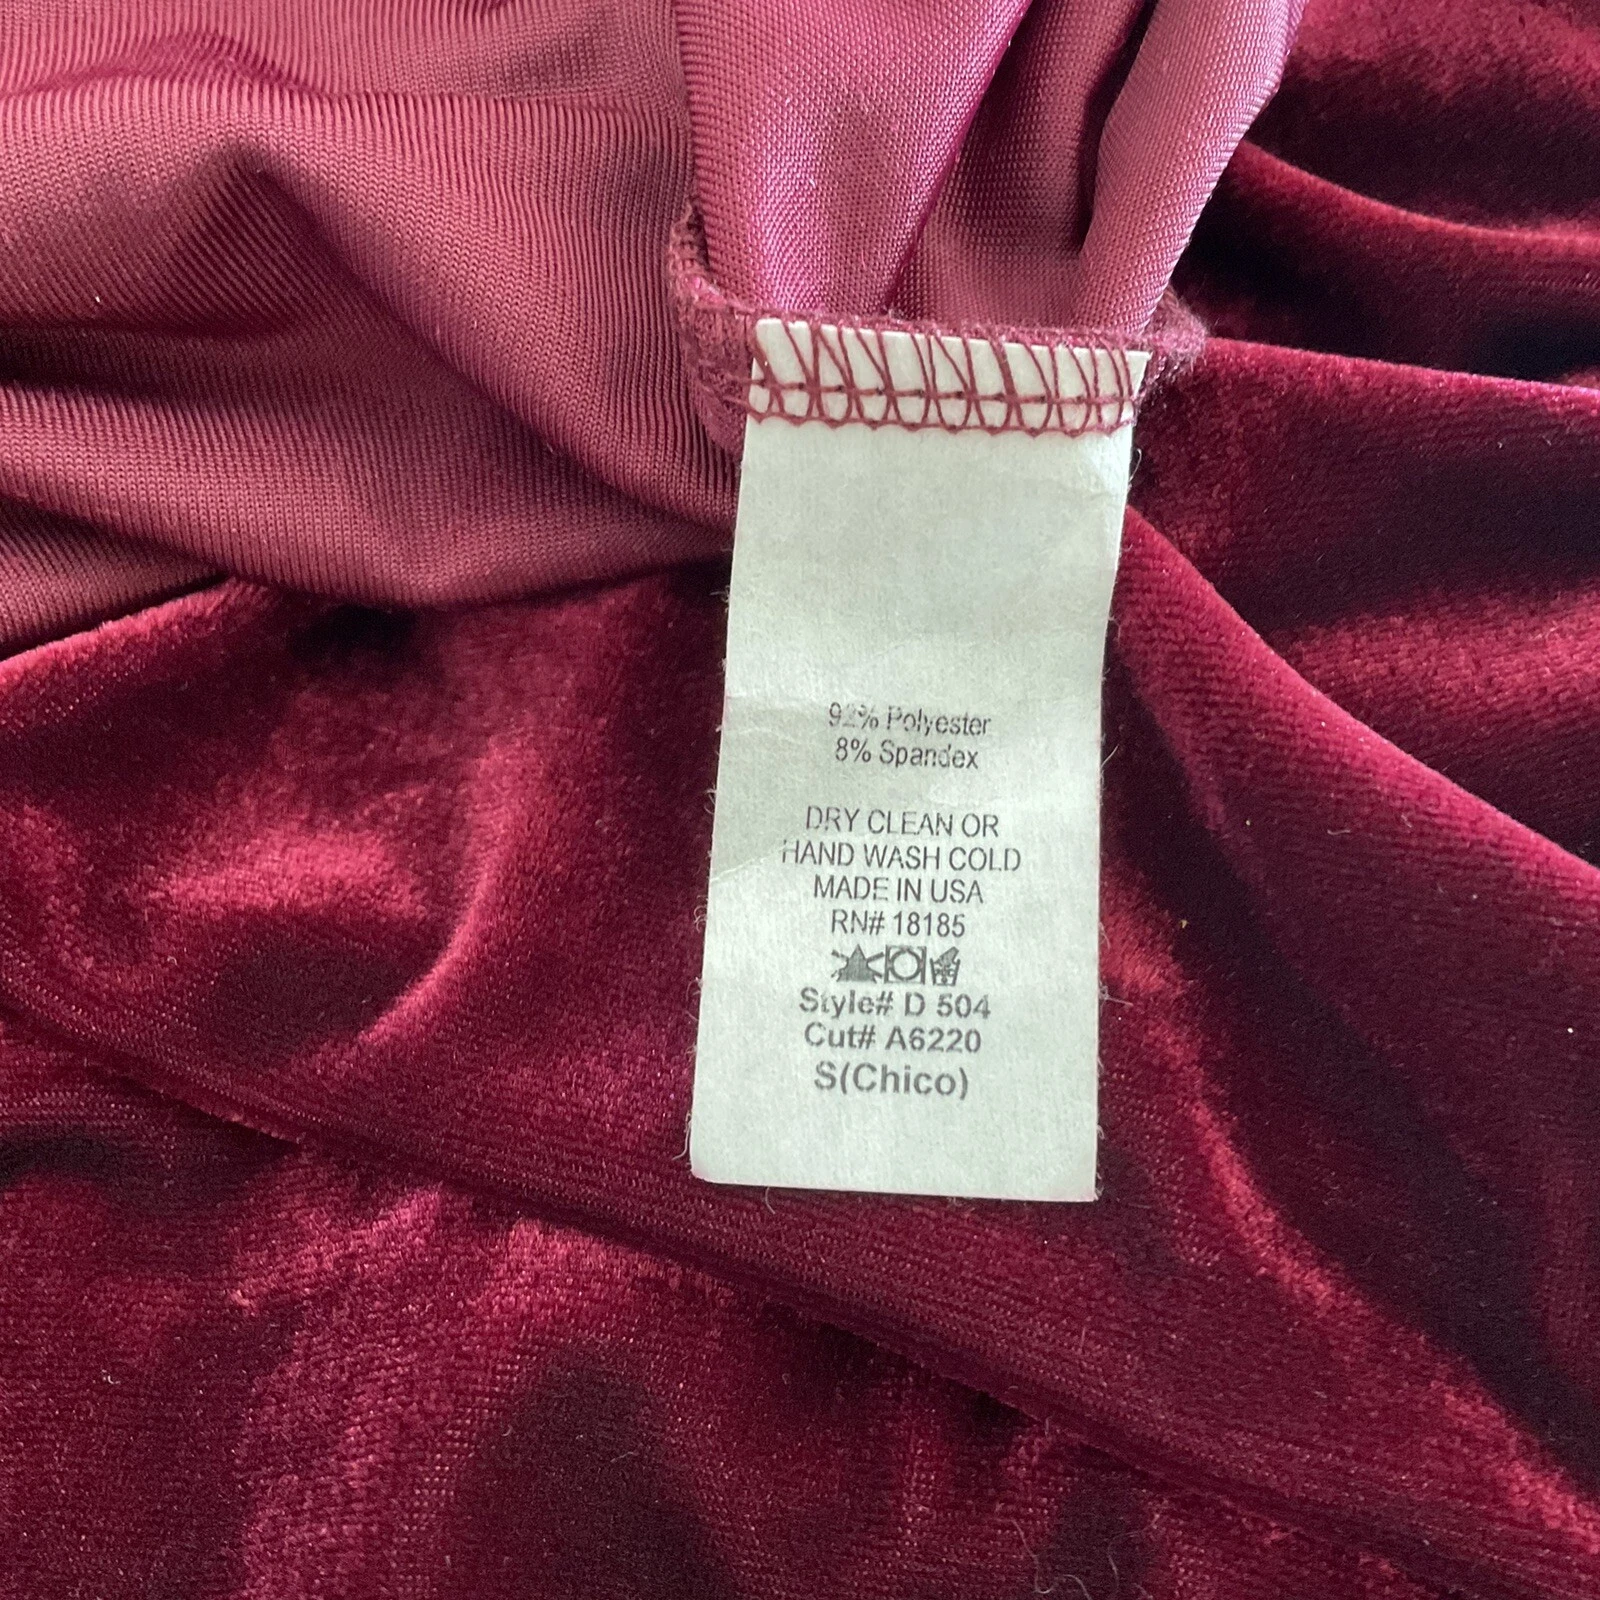 92% Polyester
8% Spandex
DRY CLEAN OR
HAND WASH COLD
MADE IN USA
RN# 18185
Style# D 504
Cut# A6220
S(Chico)